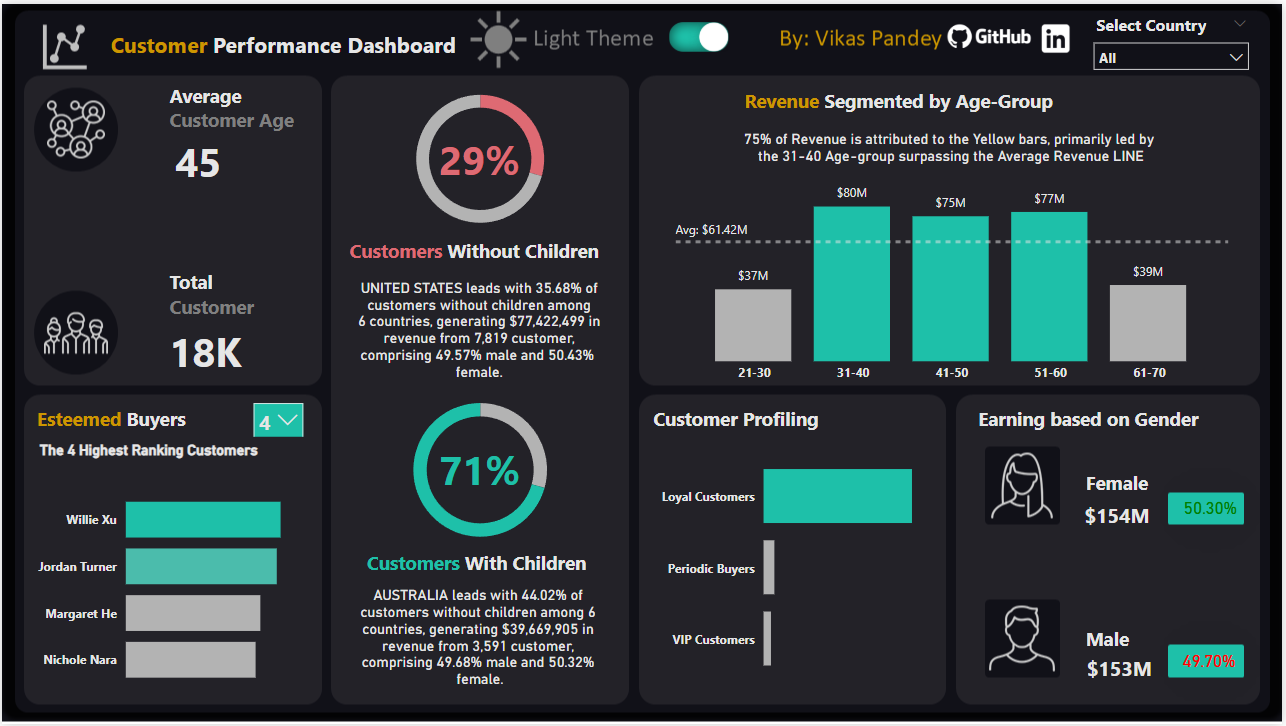 Customer Performance Dashboard
Light Theme
By: Vikas Pandey
GitHub
in
Select Country
All
Average
Customer Age
45
Total
Customer
18K
29%
Customers Without Children
UNITED STATES leads with 35.68% of
customers without children among
6 countries, generating $77,422,499 in
revenue from 7,819 customer,
comprising 49.57% male and 50.43%
female.
71%
Customers With Children
AUSTRALIA leads with 44.02% of
customers without children among 6
countries, generating $39,669,905 in
revenue from 3,591 customer,
comprising 49.68% male and 50.32%
female.
Revenue Segmented by Age-Group
75% of Revenue is attributed to the Yellow bars, primarily led by
the 31-40 Age-group surpassing the Average Revenue LINE
Avg: $61.42M
$37M
$80M
$75M
$77M
$39M
21-30
31-40
41-50
51-60
61-70
Esteemed Buyers
4
The 4 Highest Ranking Customers
Willie Xu
Jordan Turner
Margaret He
Nichole Nara
Customer Profiling
Loyal Customers
Periodic Buyers
VIP Customers
Earning based on Gender
Female
$154M
50.30%
Male
$153M
49.70%